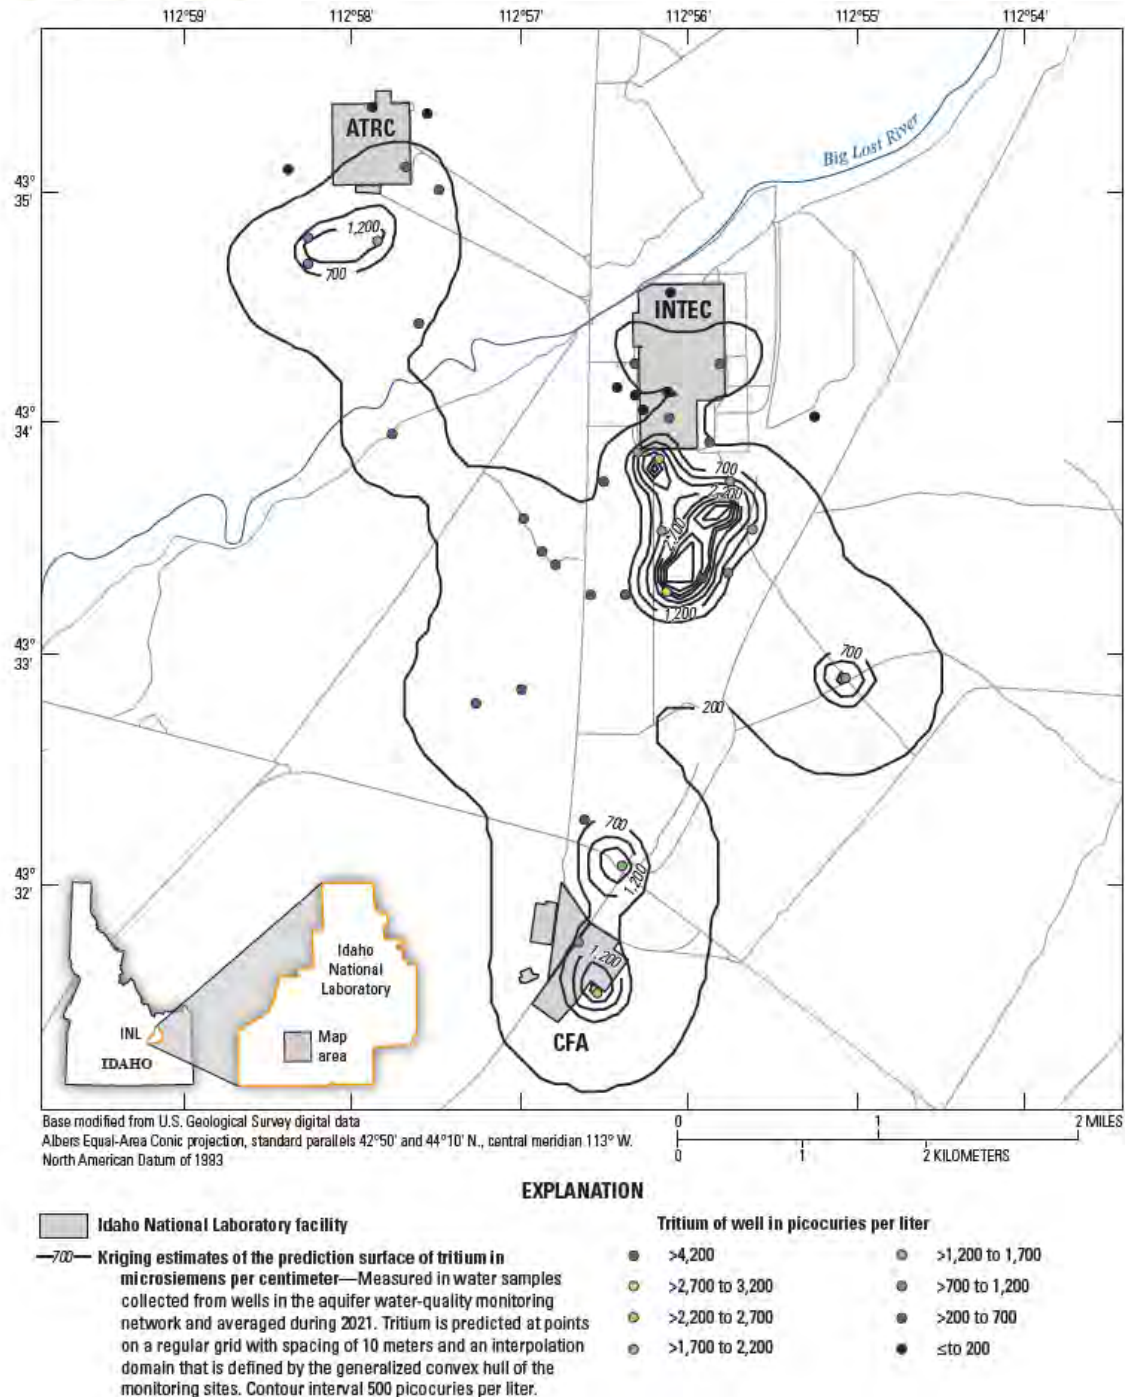 112°59' 112°58' 112°57' 112°56' 112°55' 112°54'
ATRC
Big Lost River
43°
35'
1,200
700
INTEC
43°
34'
700
2,200
2,700
1,200
43°
33'
700
200
700
43°
32'
1,200
1,200
Idaho
National
Laboratory
INL
Map
area
IDAHO
CFA
Base modified from U.S. Geological Survey digital data
Albers Equal-Area Conic projection, standard parallels 42°50' and 44°10' N., central meridian 113° W.
North American Datum of 1983
0 1 2 MILES
0 1 2 KILOMETERS
EXPLANATION
Idaho National Laboratory facility
700 Kriging estimates of the prediction surface of tritium in
microsiemens per centimeter—Measured in water samples
collected from wells in the aquifer water-quality monitoring
network and averaged during 2021. Tritium is predicted at points
on a regular grid with spacing of 10 meters and an interpolation
domain that is defined by the generalized convex hull of the
monitoring sites. Contour interval 500 picocuries per liter.
Tritium of well in picocuries per liter
>4,200
>2,700 to 3,200
>2,200 to 2,700
>1,700 to 2,200
>1,200 to 1,700
>700 to 1,200
>200 to 700
≤to 200